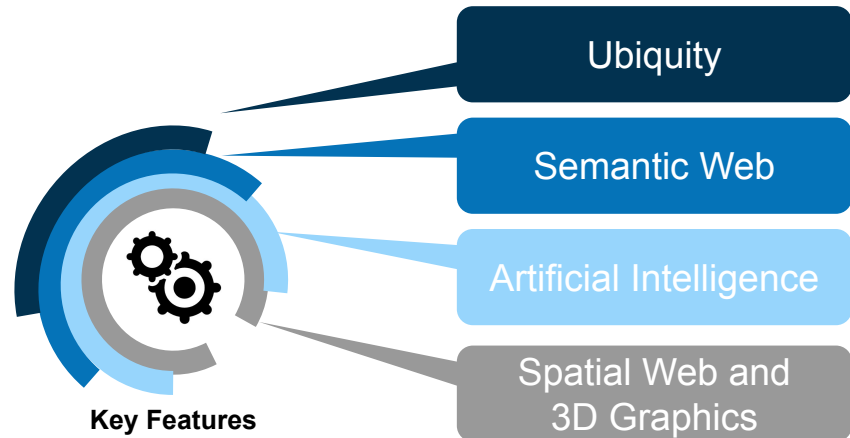 Ubiquity
Semantic Web
Artificial Intelligence
Spatial Web and
3D Graphics
Key Features